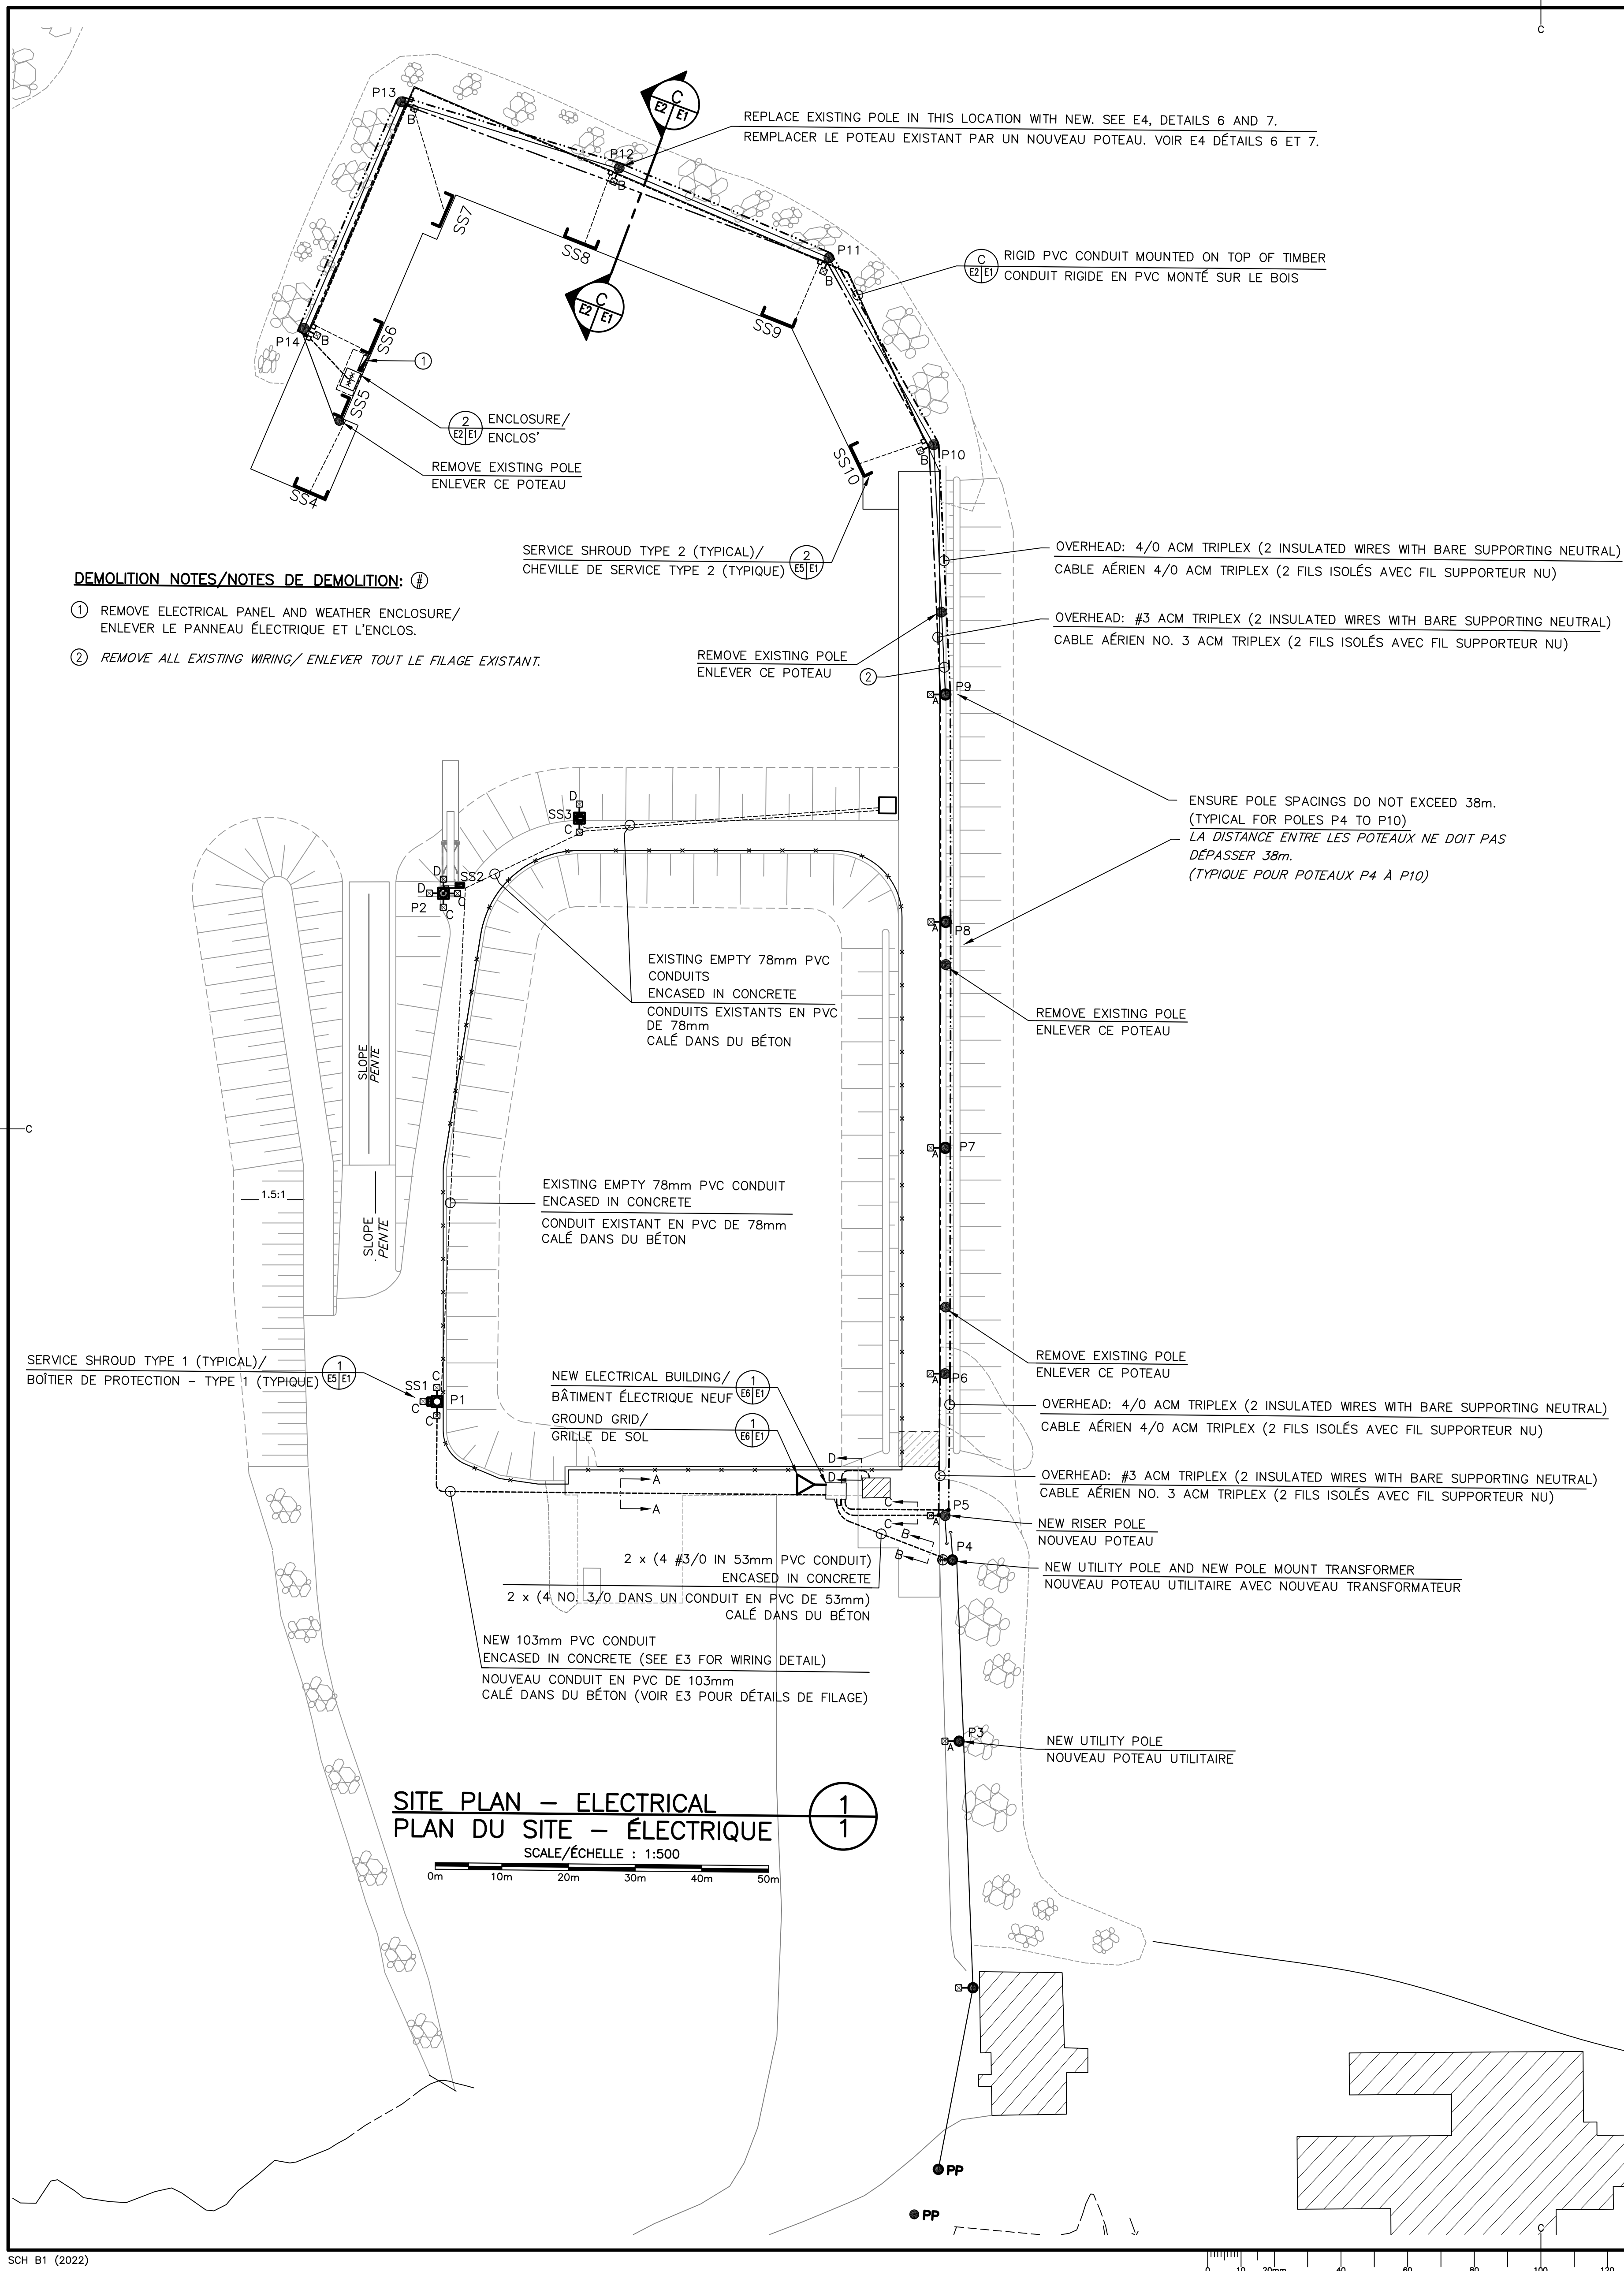 C
P13
B
C
E2 E1
REPLACE EXISTING POLE IN THIS LOCATION WITH NEW. SEE E4, DETAILS 6 AND 7.
REMPLACER LE POTEAU EXISTANT PAR UN NOUVEAU POTEAU. VOIR E4 DÉTAILS 6 ET 7.
P12
B
SS7
SS8
P11
B
C
E2 E1
RIGID PVC CONDUIT MOUNTED ON TOP OF TIMBER
CONDUIT RIGIDE EN PVC MONTÉ SUR LE BOIS
C
E2 E1
SS9
P14
B
SS6
1
SS5
2
E2 E1
ENCLOSURE/
ENCLOS'
REMOVE EXISTING POLE
ENLEVER CE POTEAU
SS4
SS10
B
P10
SERVICE SHROUD TYPE 2 (TYPICAL)/
CHEVILLE DE SERVICE TYPE 2 (TYPIQUE)
2
E5 E1
OVERHEAD: 4/0 ACM TRIPLEX (2 INSULATED WIRES WITH BARE SUPPORTING NEUTRAL)
CABLE AÉRIEN 4/0 ACM TRIPLEX (2 FILS ISOLÉS AVEC FIL SUPPORTEUR NU)
DEMOLITION NOTES/NOTES DE DEMOLITION: #
1 REMOVE ELECTRICAL PANEL AND WEATHER ENCLOSURE/
ENLEVER LE PANNEAU ÉLECTRIQUE ET L'ENCLOS.
2 REMOVE ALL EXISTING WIRING/ ENLEVER TOUT LE FILAGE EXISTANT.
OVERHEAD: #3 ACM TRIPLEX (2 INSULATED WIRES WITH BARE SUPPORTING NEUTRAL)
CABLE AÉRIEN NO. 3 ACM TRIPLEX (2 FILS ISOLÉS AVEC FIL SUPPORTEUR NU)
REMOVE EXISTING POLE
ENLEVER CE POTEAU
2
P9
A
ENSURE POLE SPACINGS DO NOT EXCEED 38m.
(TYPICAL FOR POLES P4 TO P10)
LA DISTANCE ENTRE LES POTEAUX NE DOIT PAS
DÉPASSER 38m.
(TYPIQUE POUR POTEAUX P4 À P10)
D
SS3
C
D
SS2
D
C
P2
C
A
P8
EXISTING EMPTY 78mm PVC
CONDUITS
ENCASED IN CONCRETE
CONDUITS EXISTANTS EN PVC
DE 78mm
CALÉ DANS DU BÉTON
REMOVE EXISTING POLE
ENLEVER CE POTEAU
SLOPE
PENTE
C
A
P7
EXISTING EMPTY 78mm PVC CONDUIT
ENCASED IN CONCRETE
CONDUIT EXISTANT EN PVC DE 78mm
CALÉ DANS DU BÉTON
1.5:1
SLOPE
PENTE
REMOVE EXISTING POLE
ENLEVER CE POTEAU
A
P6
SERVICE SHROUD TYPE 1 (TYPICAL)/
BOÎTIER DE PROTECTION – TYPE 1 (TYPIQUE)
1
E5 E1
C
SS1
C
C
P1
NEW ELECTRICAL BUILDING/
BÂTIMENT ÉLECTRIQUE NEUF
1
E6 E1
GROUND GRID/
GRILLE DE SOL
1
E6 E1
OVERHEAD: 4/0 ACM TRIPLEX (2 INSULATED WIRES WITH BARE SUPPORTING NEUTRAL)
CABLE AÉRIEN 4/0 ACM TRIPLEX (2 FILS ISOLÉS AVEC FIL SUPPORTEUR NU)
D
D
A
A
OVERHEAD: #3 ACM TRIPLEX (2 INSULATED WIRES WITH BARE SUPPORTING NEUTRAL)
CABLE AÉRIEN NO. 3 ACM TRIPLEX (2 FILS ISOLÉS AVEC FIL SUPPORTEUR NU)
C
C
A
P5
NEW RISER POLE
NOUVEAU POTEAU
B
B
P4
NEW UTILITY POLE AND NEW POLE MOUNT TRANSFORMER
NOUVEAU POTEAU UTILITAIRE AVEC NOUVEAU TRANSFORMATEUR
2 x (4 #3/0 IN 53mm PVC CONDUIT)
ENCASED IN CONCRETE
2 x (4 NO. 3/0 DANS UN CONDUIT EN PVC DE 53mm)
CALÉ DANS DU BÉTON
NEW 103mm PVC CONDUIT
ENCASED IN CONCRETE (SEE E3 FOR WIRING DETAIL)
NOUVEAU CONDUIT EN PVC DE 103mm
CALÉ DANS DU BÉTON (VOIR E3 POUR DÉTAILS DE FILAGE)
A
P3
NEW UTILITY POLE
NOUVEAU POTEAU UTILITAIRE
SITE PLAN – ELECTRICAL
PLAN DU SITE – ÉLECTRIQUE
1
1
SCALE/ÉCHELLE : 1:500
0m 10m 20m 30m 40m 50m
PP
PP
C
SCH B1 (2022)
0 10 20mm 40 60 80 100 120